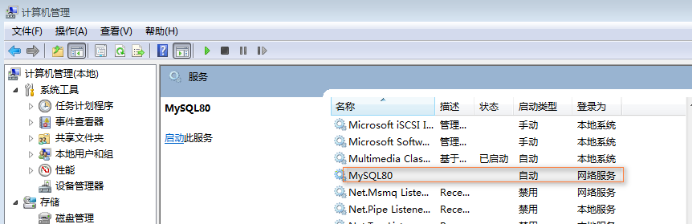 计算机管理
文件(F) 操作(A) 查看(V) 帮助(H)
计算机管理(本地)
系统工具
任务计划程序
事件查看器
共享文件夹
本地用户和组
性能
设备管理器
存储
磁盘管理
服务
MySQL80
启动此服务
名称 描述 状态 启动类型 登录为
Microsoft iSCSI I... 管理... 手动 本地系统
Microsoft Softw... 管理... 手动 本地系统
Multimedia Clas... 基于... 已启动 自动 本地系统
MySQL80 自动 网络服务
Net.Msmq Liste... Rece... 禁用 网络服务
Net.Pipe Listene... Rece... 禁用 本地服务